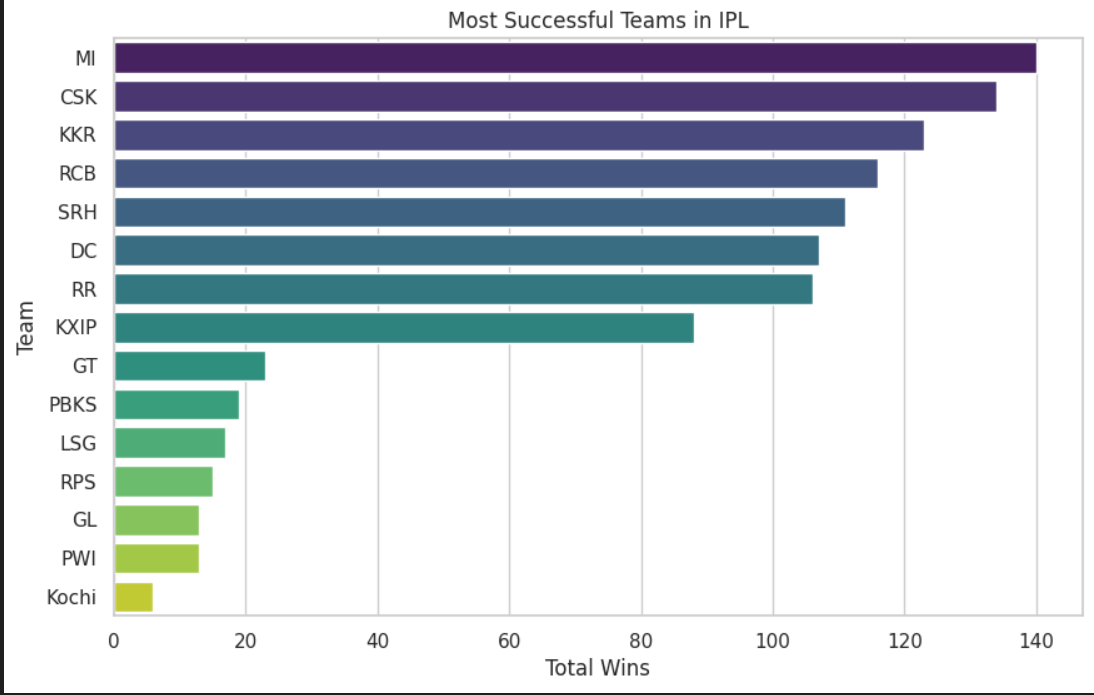 Most Successful Teams in IPL
MI
CSK
KKR
RCB
SRH
DC
RR
KXIP
GT
PBKS
LSG
RPS
GL
PWI
Kochi
Team
0 20 40 60 80 100 120 140
Total Wins